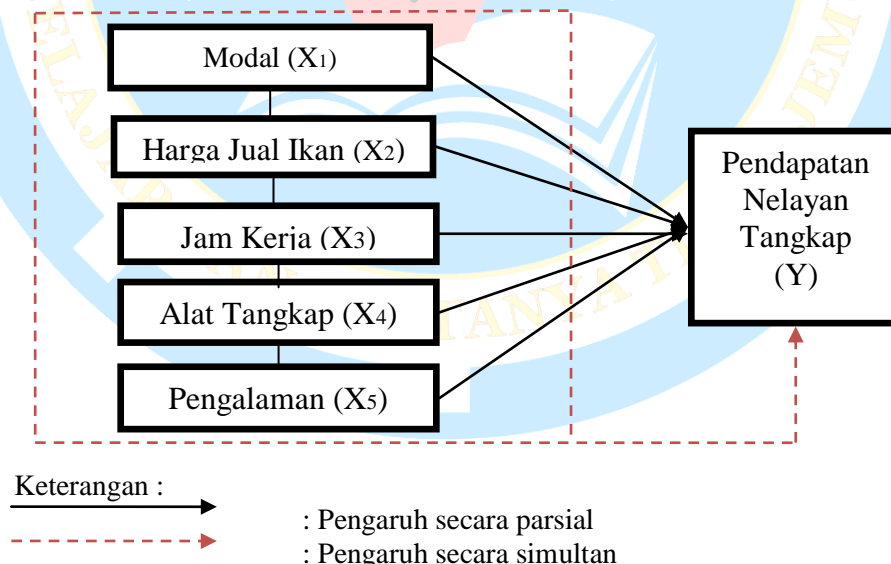 Modal (X1)
Harga Jual Ikan (X2)
Jam Kerja (X3)
Alat Tangkap (X4)
Pengalaman (X5)
Pendapatan
Nelayan
Tangkap
(Y)
Keterangan :
: Pengaruh secara parsial
: Pengaruh secara simultan